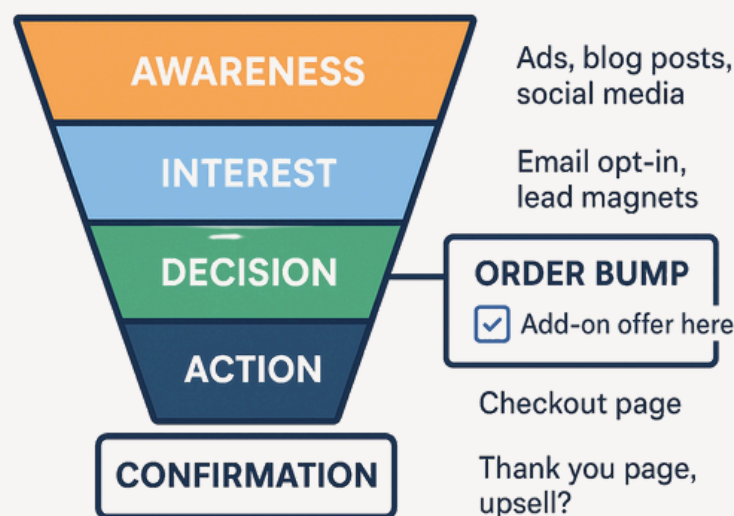 AWARENESS
Ads, blog posts,
social media
INTEREST
Email opt-in,
lead magnets
DECISION
ORDER BUMP
Add-on offer here
ACTION
Checkout page
CONFIRMATION
Thank you page,
upsell?